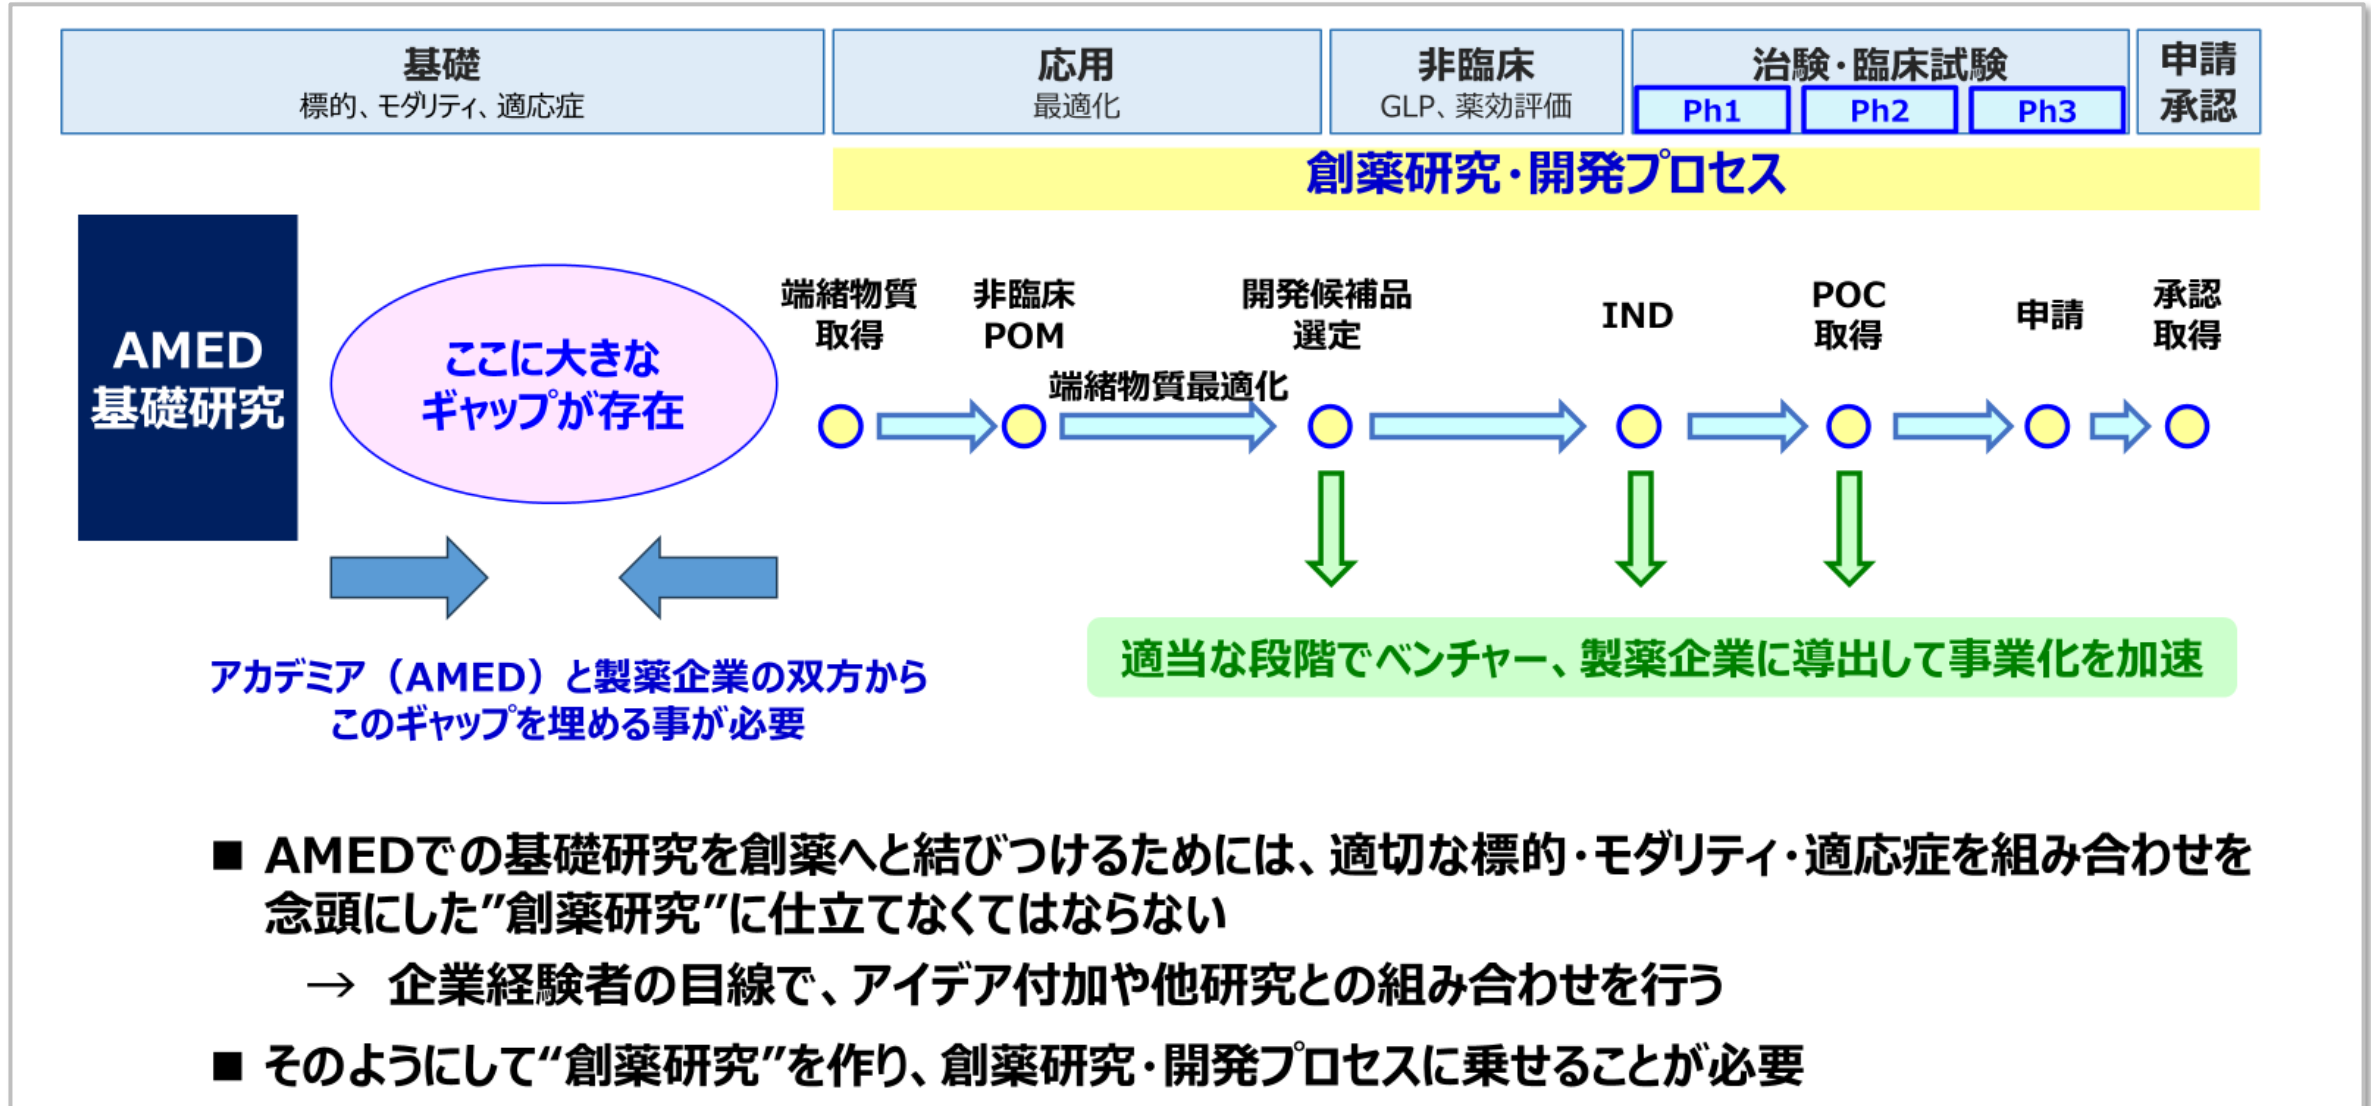 基礎
標的、モダリティ、適応症
応用
最適化
非臨床
GLP、薬効評価
治験・臨床試験
Ph1
Ph2
Ph3
申請
承認
創薬研究・開発プロセス
AMED
基礎研究
ここに大きな
ギャップが存在
端緒物質
取得
非臨床
POM
端緒物質最適化
開発候補品
選定
IND
POC
取得
申請
承認
取得
アカデミア（AMED）と製薬企業の双方から
このギャップを埋める事が必要
適当な段階でベンチャー、製薬企業に導出して事業化を加速
■ AMEDでの基礎研究を創薬へと結びつけるためには、適切な標的・モダリティ・適応症を組み合わせを
念頭にした”創薬研究”に仕立てなくてはならない
→ 企業経験者の目線で、アイデア付加や他研究との組み合わせを行う
■ そのようにして“創薬研究”を作り、創薬研究・開発プロセスに乗せることが必要